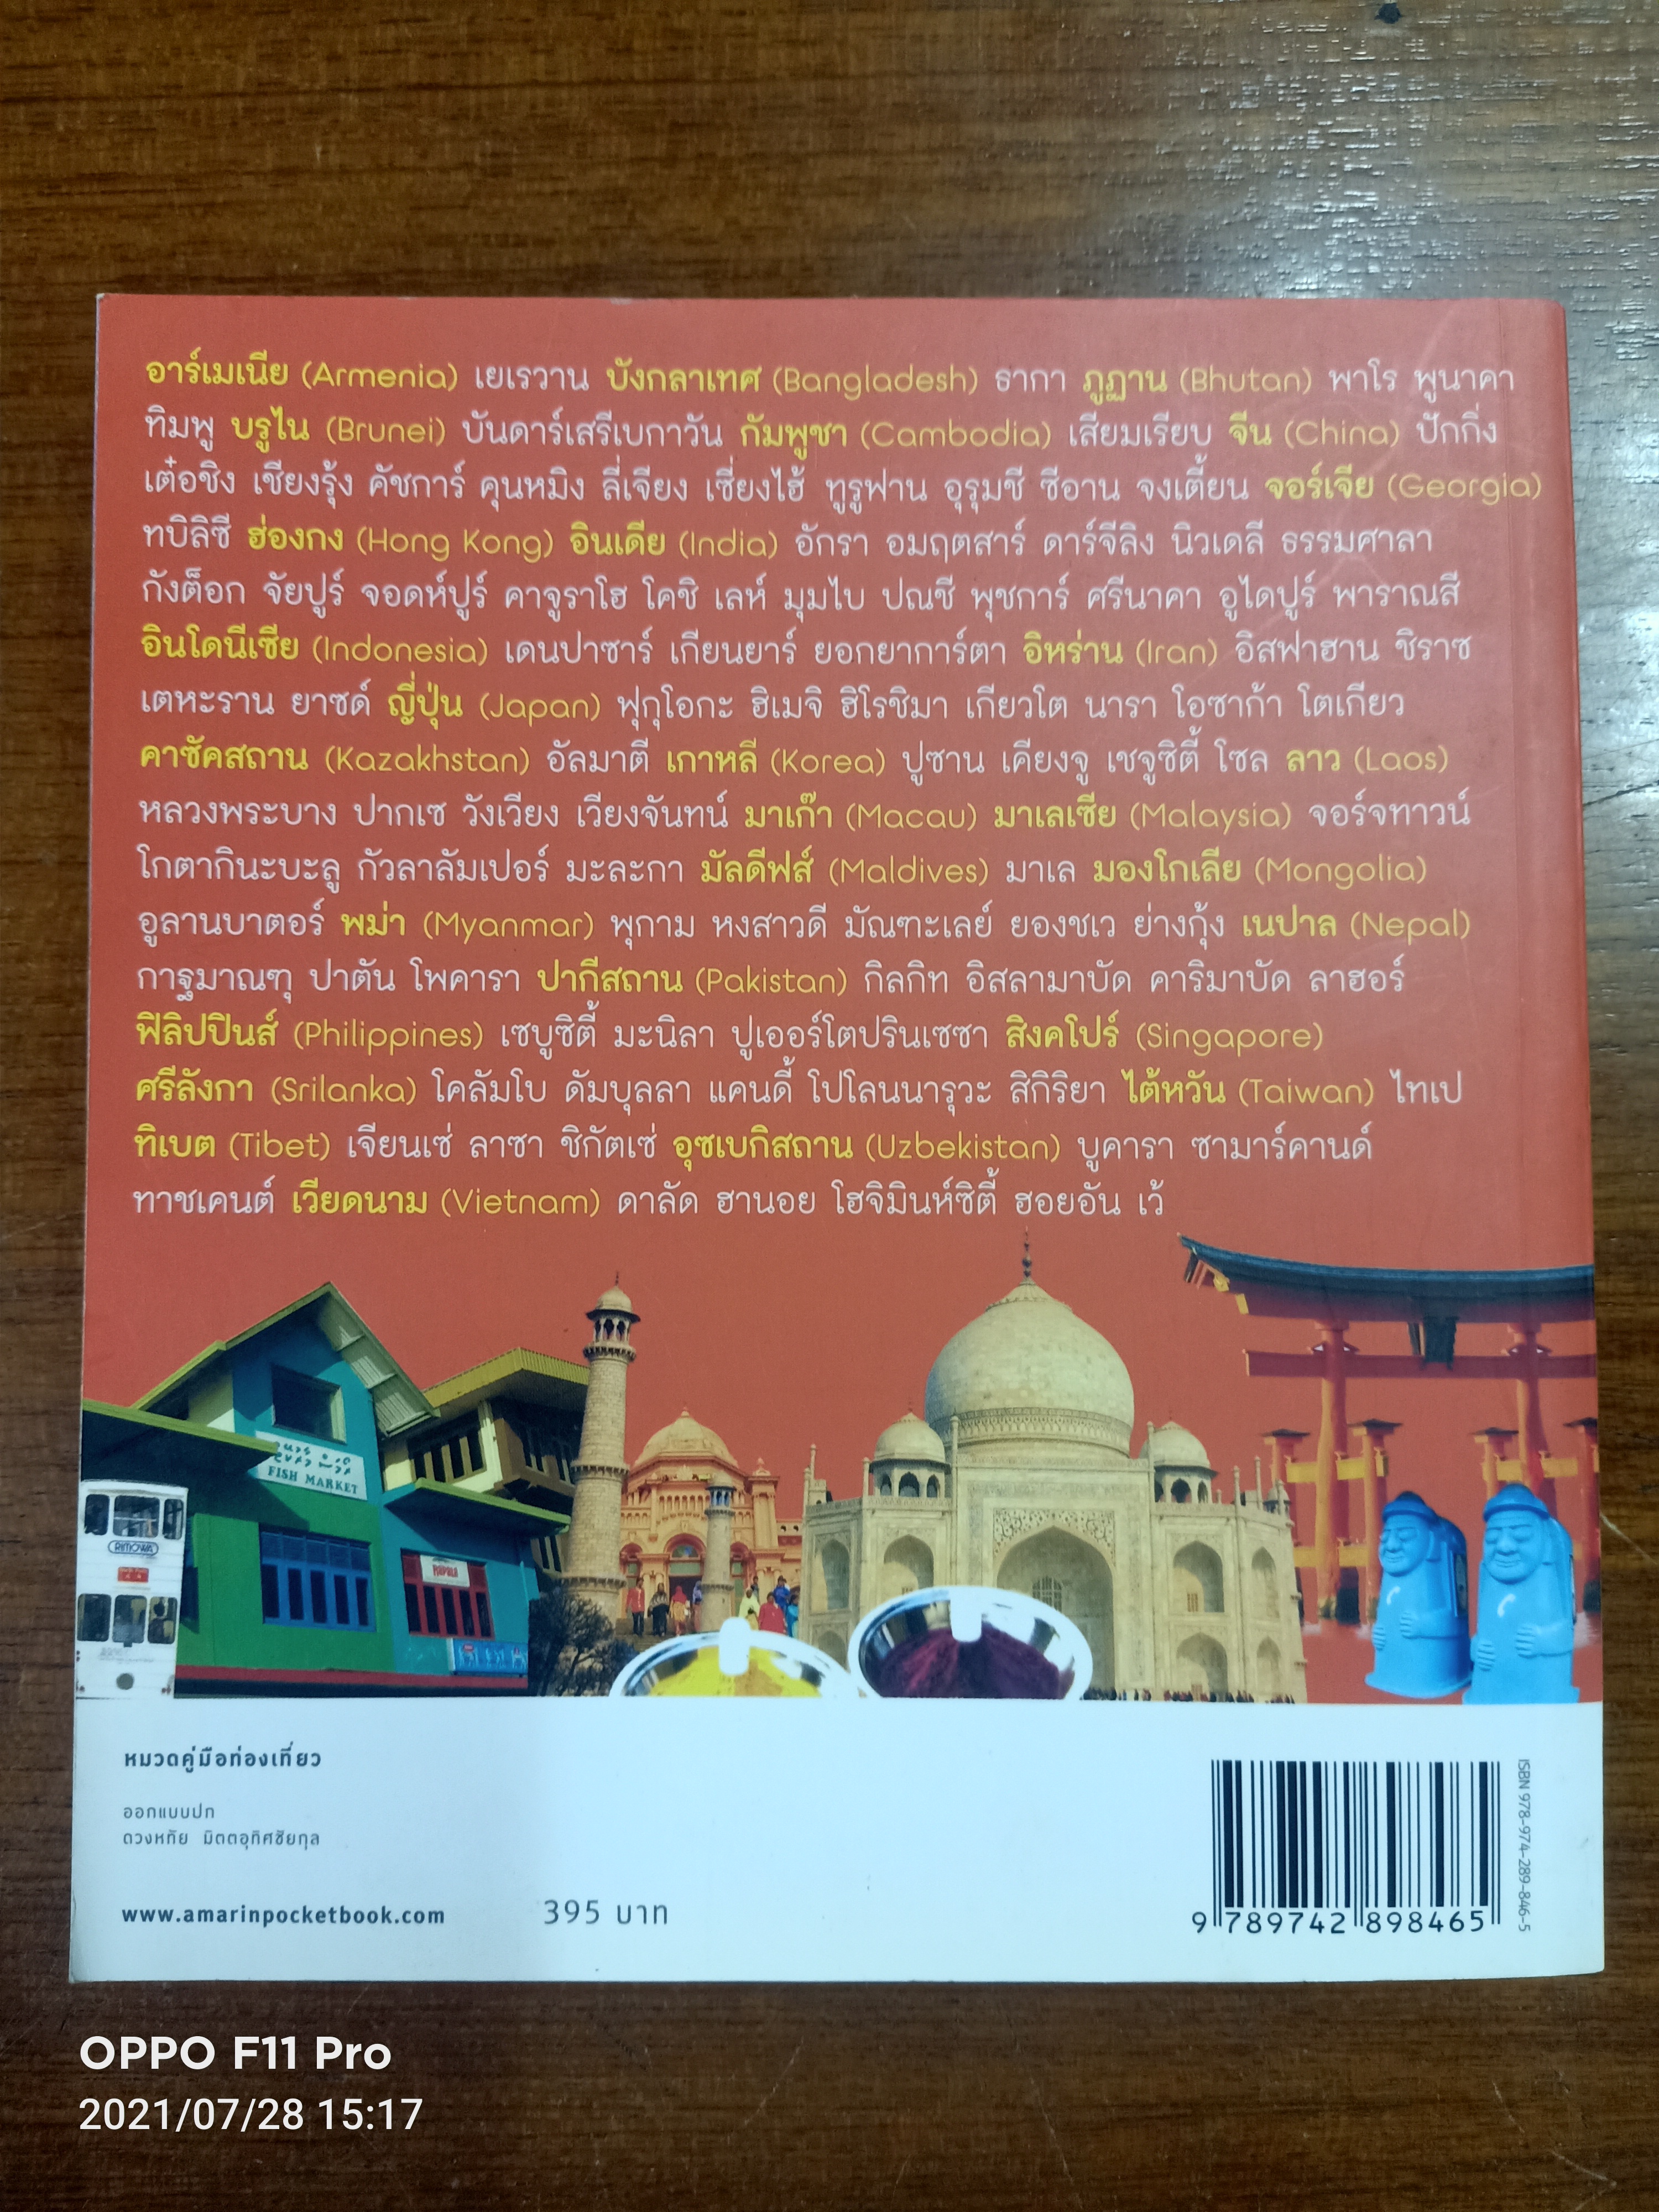 อาร์เมเนีย (Armenia) เยเรวาน บังกลาเทศ (Bangladesh) ธากา ภูฏาน (Bhutan) พาโร พูนาคา
ทิมพู บรูไน (Brunei) บันดาร์เสรีเบกาวัน กัมพูชา (Cambodia) เสียมเรียบ จีน (China) ปักกิ่ง
เต๋อชิง เชียงรุ้ง คัชการ์ คุนหมิง ลี่เจียง เซี่ยงไฮ้ ทูรูฟาน อุรุมชี ซีอาน จงเตี้ยน จอร์เจีย (Georgia)
ทบิลิซี ฮ่องกง (Hong Kong) อินเดีย (India) อักรา อมฤตสาร์ ดาร์จีลิง นิวเดลี ธรรมศาลา
กังต็อก จัยปูร์ จอดห์ปูร์ คาจูราโฮ โคชิ เลห์ มุมไบ ปณชี พุชการ์ ศรีนาคา อูไดปูร์ พาราณสี
อินโดนีเซีย (Indonesia) เดนปาซาร์ เกียนยาร์ ยอกยาการ์ตา อิหร่าน (Iran) อิสฟาฮาน ชิราซ
เตหะราน ยาซด์ ญี่ปุ่น (Japan) ฟุกุโอกะ ฮิเมจิ ฮิโรชิมา เกียวโต นารา โอซาก้า โตเกียว
คาซัคสถาน (Kazakhstan) อัลมาตี เกาหลี (Korea) ปูซาน เคียงจู เชจูซิตี้ โซล ลาว (Laos)
หลวงพระบาง ปากเซ วังเวียง เวียงจันทน์ มาเก๊า (Macau) มาเลเซีย (Malaysia) จอร์จทาวน์
โกตากินะบะลู กัวลาลัมเปอร์ มะละกา มัลดีฟส์ (Maldives) มาเล มองโกเลีย (Mongolia)
อูลานบาตอร์ พม่า (Myanmar) พุกาม หงสาวดี มัณฑะเลย์ ยองชเว ย่างกุ้ง เนปาล (Nepal)
กาฐมาณฑุ ปาตัน โพคารา ปากีสถาน (Pakistan) กิลกิท อิสลามาบัด คาริมาบัด ลาฮอร์
ฟิลิปปินส์ (Philippines) เซบูซิตี้ มะนิลา ปูเออร์โตปรินเซซา สิงคโปร์ (Singapore)
ศรีลังกา (Srilanka) โคลัมโบ ดัมบุลลา แคนดี้ โปโลนนารุวะ สิกิริยา ไต้หวัน (Taiwan) ไทเป
ทิเบต (Tibet) เจียนเซ่ ลาซา ชิกัตเซ่ อุซเบกิสถาน (Uzbekistan) บูคารา ซามาร์คานด์
ทาชเคนต์ เวียดนาม (Vietnam) ดาลัด ฮานอย โฮจิมินห์ซิตี้ ฮอยอัน เว้
FISH MARKET
RIMOWA
หมวดคู่มือท่องเที่ยว
ออกแบบปก
ดวงหทัย มิตตอุทิศชัยกุล
www.amarinpocketbook.com
395 บาท
ISBN 978-974-289-846-5
9 789742 898465
OPPO F11 Pro
2021/07/28 15:17